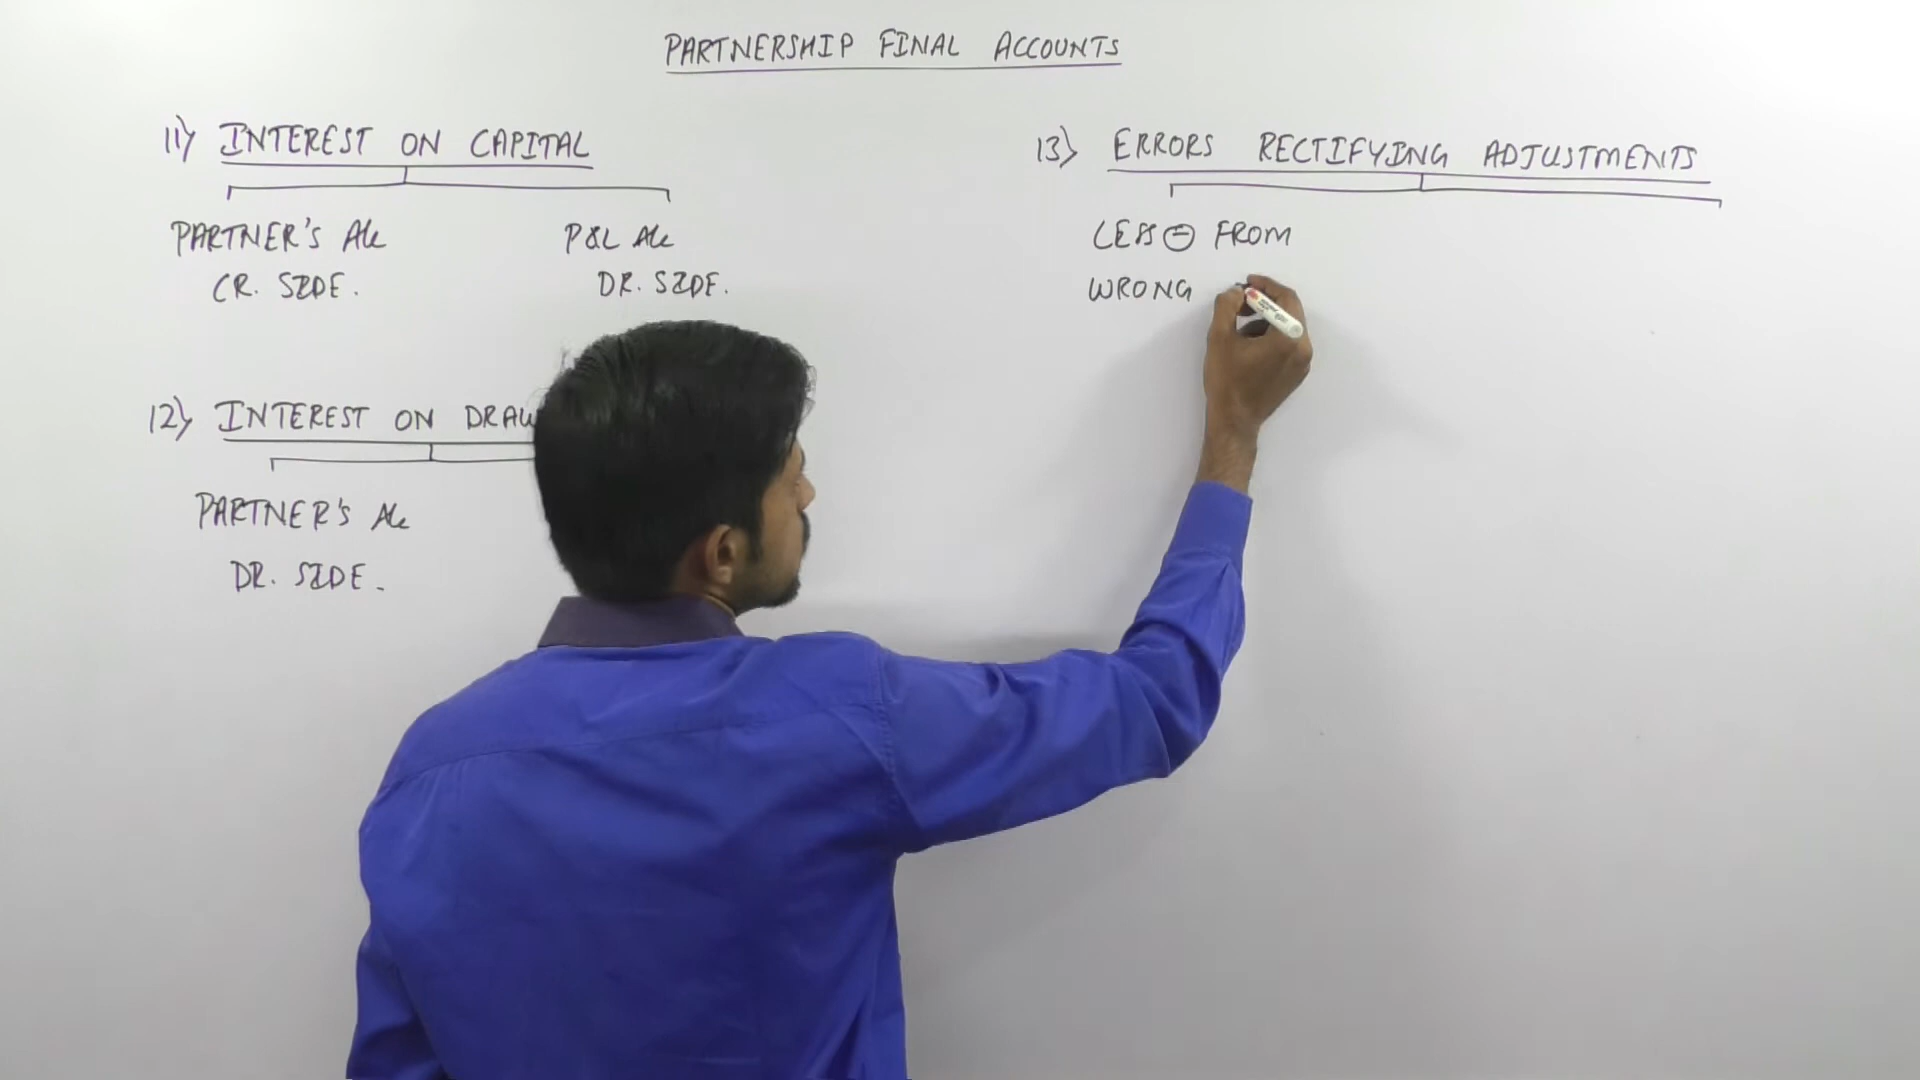 PARTNERSHIP FINAL ACCOUNTS
11) INTEREST ON CAPITAL
PARTNER'S A/c
CR. SIDE.
P&L A/c
DR. SIDE.
12) INTEREST ON DRAW
PARTNER'S A/c
DR. SIDE.
13) ERRORS RECTIFYING ADJUSTMENTS
LESS ⊖ FROM
WRONG